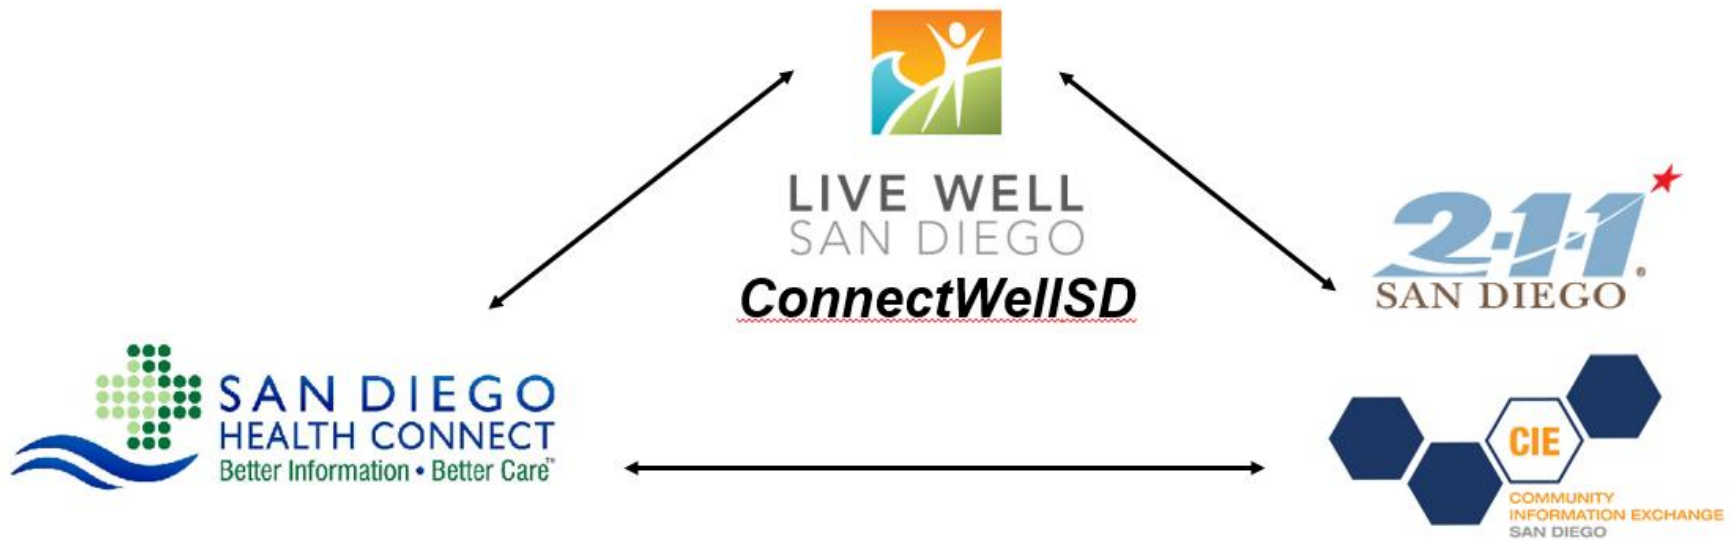 LIVE WELL
SAN DIEGO
ConnectWellSD
2-1-1
SAN DIEGO
SAN DIEGO
HEALTH CONNECT
Better Information • Better Care™
CIE
COMMUNITY
INFORMATION EXCHANGE
SAN DIEGO